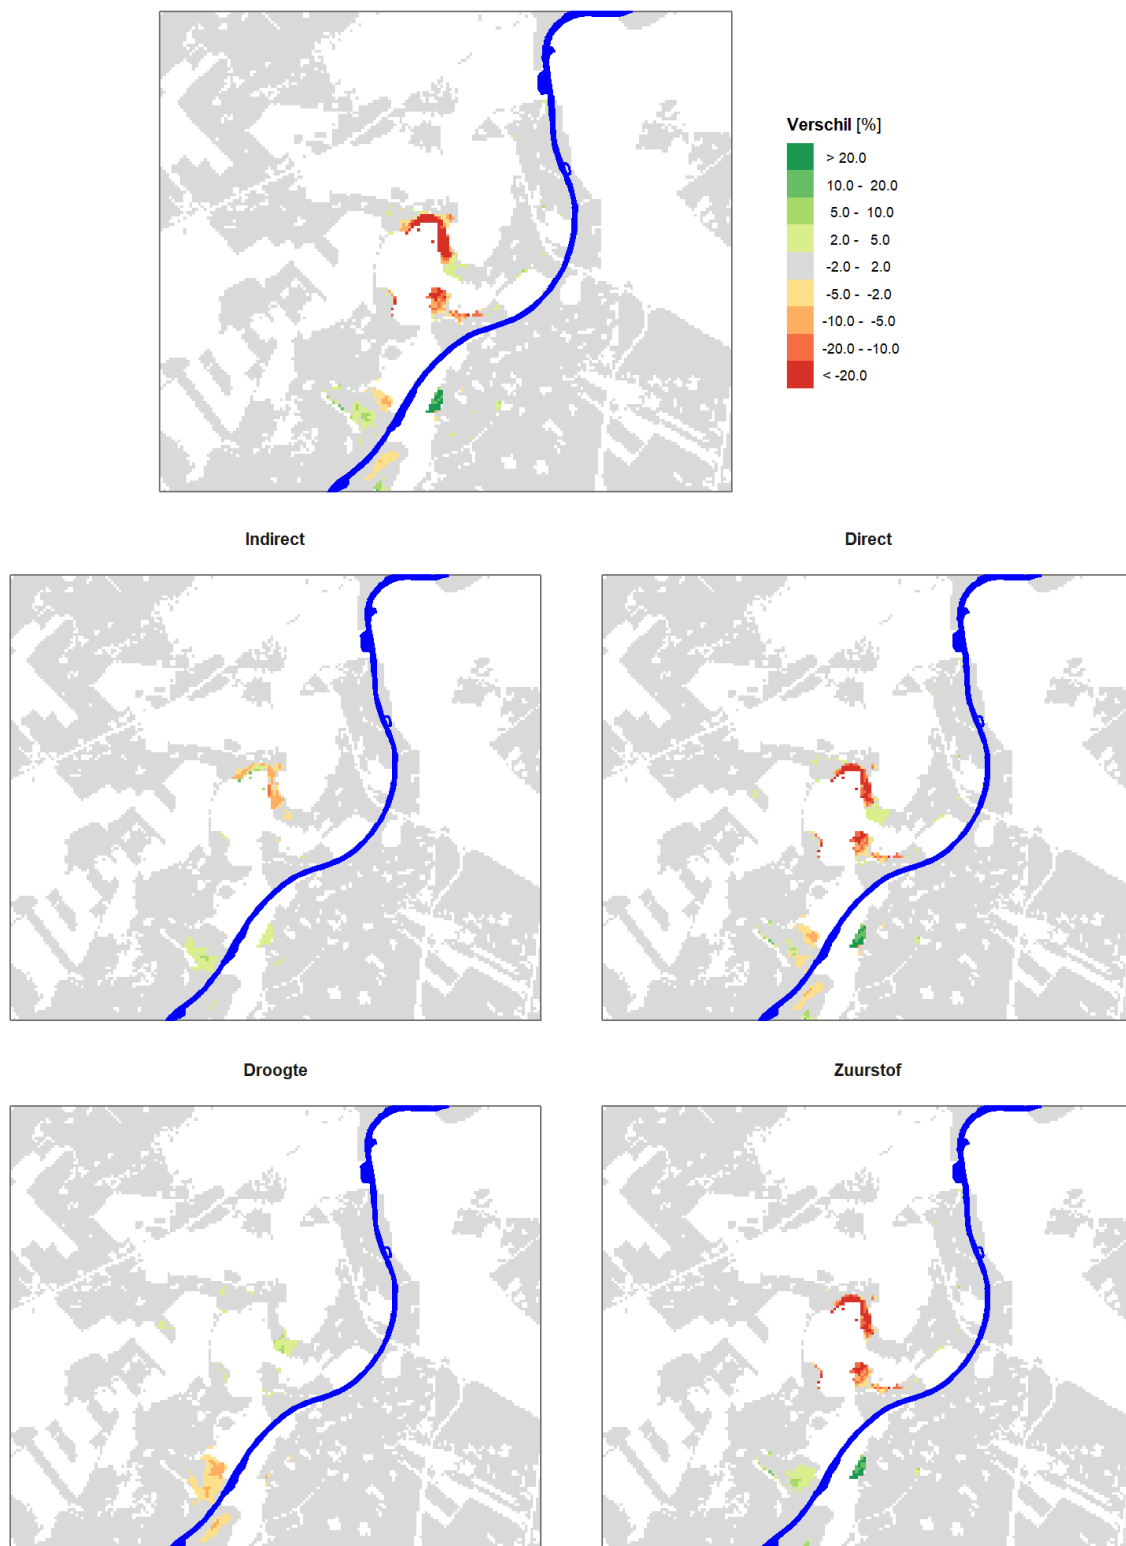 Verschil [%]
> 20.0
10.0 - 20.0
5.0 - 10.0
2.0 - 5.0
-2.0 - 2.0
-5.0 - -2.0
-10.0 - -5.0
-20.0 - -10.0
< -20.0
Indirect
Direct
Droogte
Zuurstof